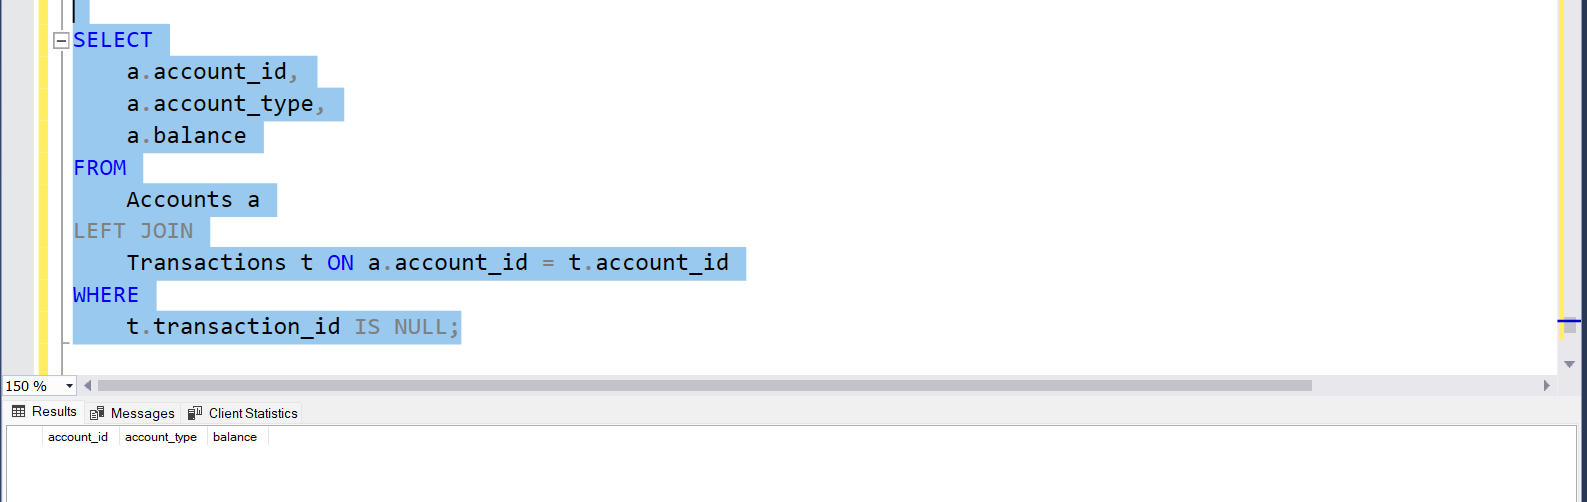 SELECT
a.account_id,
a.account_type,
a.balance
FROM
Accounts a
LEFT JOIN
Transactions t ON a.account_id = t.account_id
WHERE
t.transaction_id IS NULL;
150 %
Results Messages Client Statistics
account_id account_type balance